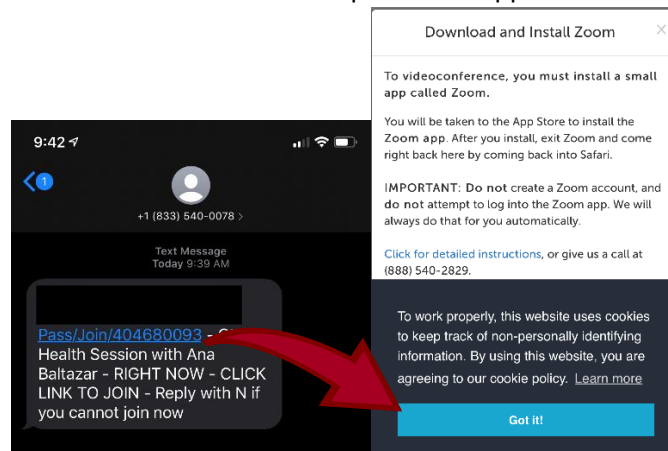 9:42
1
+1 (833) 540-0078 >
Text Message
Today 9:39 AM
Pass/Join/404680093 -
Health Session with Ana
Baltazar - RIGHT NOW - CLICK
LINK TO JOIN - Reply with N if
you cannot join now
Download and Install Zoom
To videoconference, you must install a small
app called Zoom.
You will be taken to the App Store to install the
Zoom app. After you install, exit Zoom and come
right back here by coming back into Safari.
IMPORTANT: Do not create a Zoom account, and
do not attempt to log into the Zoom app. We will
always do that for you automatically.
Click for detailed instructions, or give us a call at
(888) 540-2829.
To work properly, this website uses cookies
to keep track of non-personally identifying
information. By using this website, you are
agreeing to our cookie policy. Learn more
Got it!